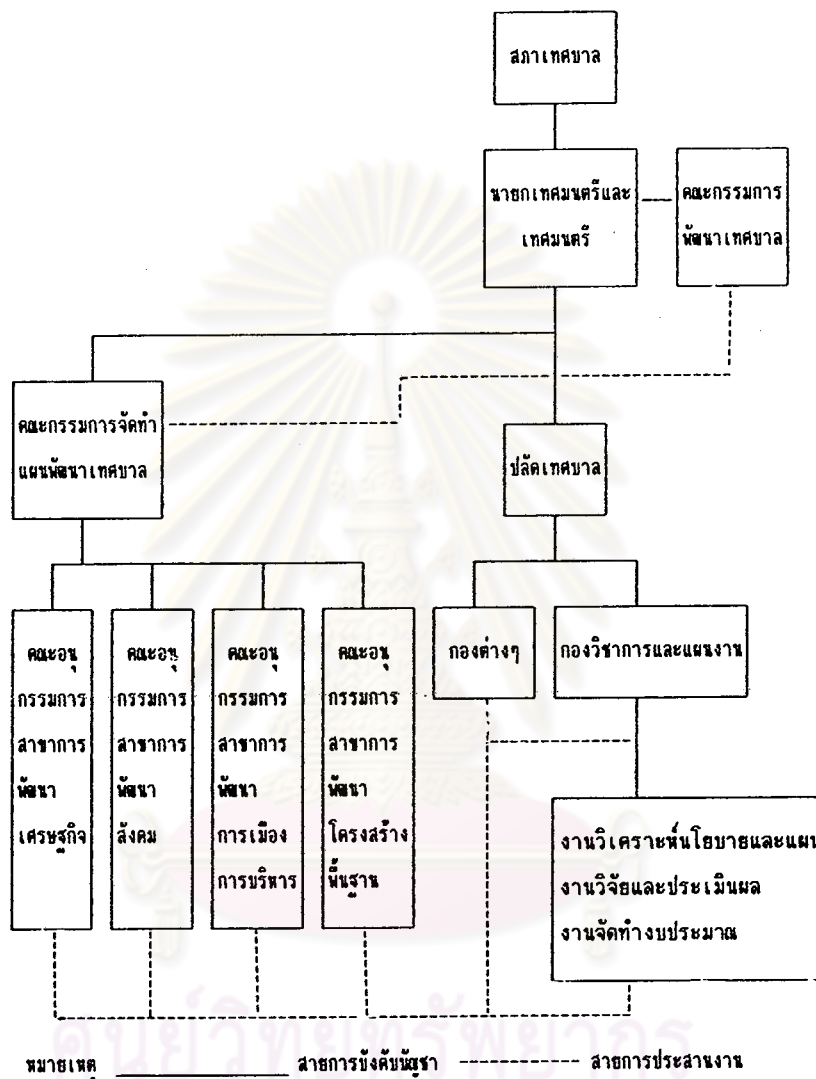 สภาเทศบาล
นายกเทศมนตรีและ
เทศมนตรี
คณะกรรมการ
พัฒนาเทศบาล
คณะกรรมการจัดทำ
แผนพัฒนาเทศบาล
ปลัดเทศบาล
คณะอนุ
กรรมการ
สาขาการ
พัฒนา
เศรษฐกิจ
คณะอนุ
กรรมการ
สาขาการ
พัฒนา
สังคม
คณะอนุ
กรรมการ
สาขาการ
พัฒนา
การเมือง
การบริหาร
คณะอนุ
กรรมการ
สาขาการ
พัฒนา
โครงสร้าง
พื้นฐาน
กองต่างๆ
กองวิชาการและแผนงาน
งานวิเคราะห์นโยบายและแผน
งานวิจัยและประเมินผล
งานจัดทำงบประมาณ
ศูนย์วิทยทรัพยากร
หมายเหตุ สายการบังคับบัญชา สายการประสานงาน